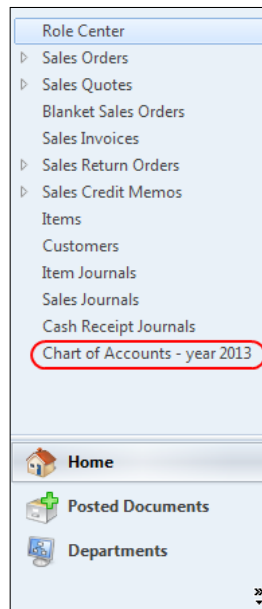 Role Center
Sales Orders
Sales Quotes
Blanket Sales Orders
Sales Invoices
Sales Return Orders
Sales Credit Memos
Items
Customers
Item Journals
Sales Journals
Cash Receipt Journals
Chart of Accounts - year 2013
Home
Posted Documents
Departments